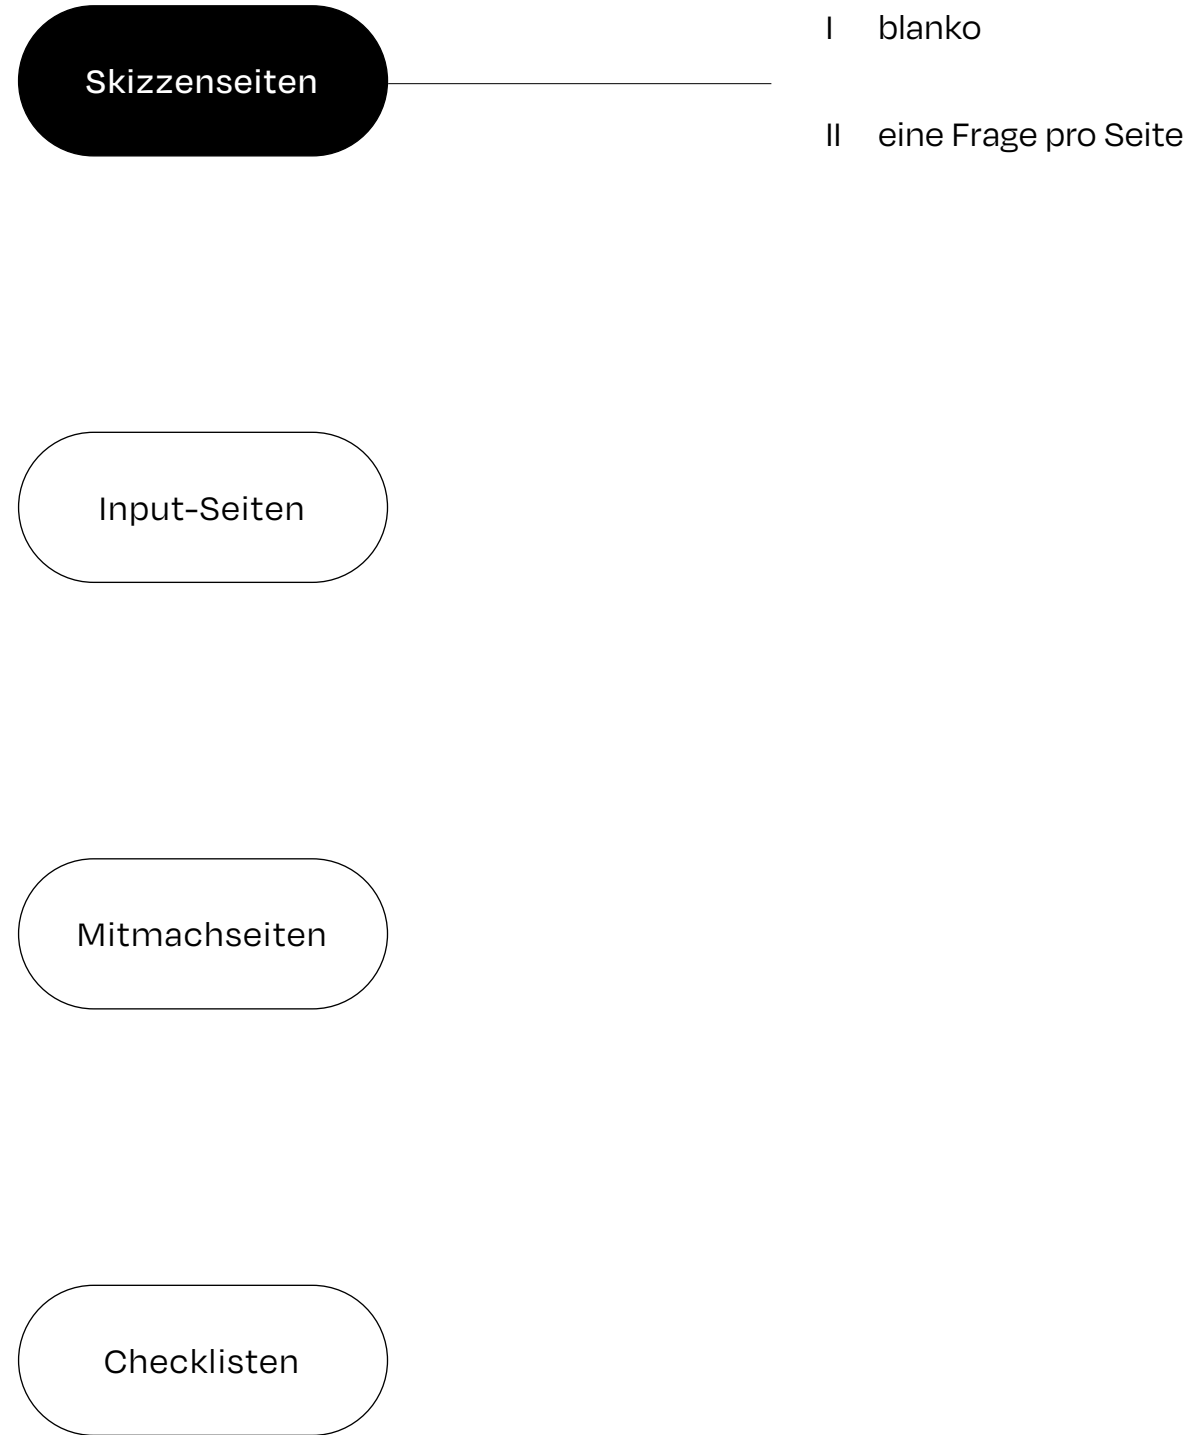 Skizzenseiten
I blanko
II eine Frage pro Seite
Input-Seiten
Mitmachseiten
Checklisten